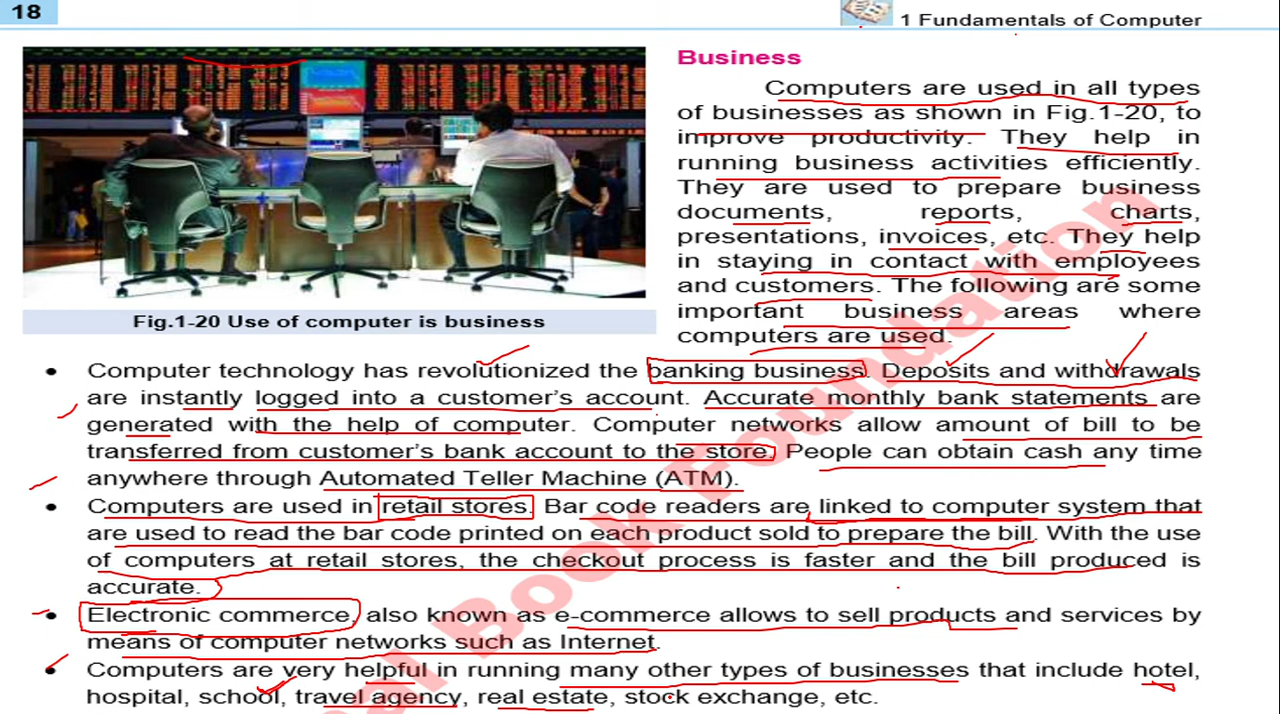 18
1 Fundamentals of Computer
Business
Computers are used in all types
of businesses as shown in Fig.1-20, to
improve productivity. They help in
running business activities efficiently.
They are used to prepare business
documents, reports, charts,
presentations, invoices, etc. They help
in staying in contact with employees
and customers. The following are some
important business areas where
computers are used.
Fig.1-20 Use of computer is business
• Computer technology has revolutionized the banking business. Deposits and withdrawals
are instantly logged into a customer's account. Accurate monthly bank statements are
generated with the help of computer. Computer networks allow amount of bill to be
transferred from customer's bank account to the store. People can obtain cash any time
anywhere through Automated Teller Machine (ATM).
• Computers are used in retail stores. Bar code readers are linked to computer system that
are used to read the bar code printed on each product sold to prepare the bill. With the use
of computers at retail stores, the checkout process is faster and the bill produced is
accurate.
• Electronic commerce, also known as e-commerce allows to sell products and services by
means of computer networks such as Internet.
• Computers are very helpful in running many other types of businesses that include hotel,
hospital, school, travel agency, real estate, stock exchange, etc.
al Book Foundation